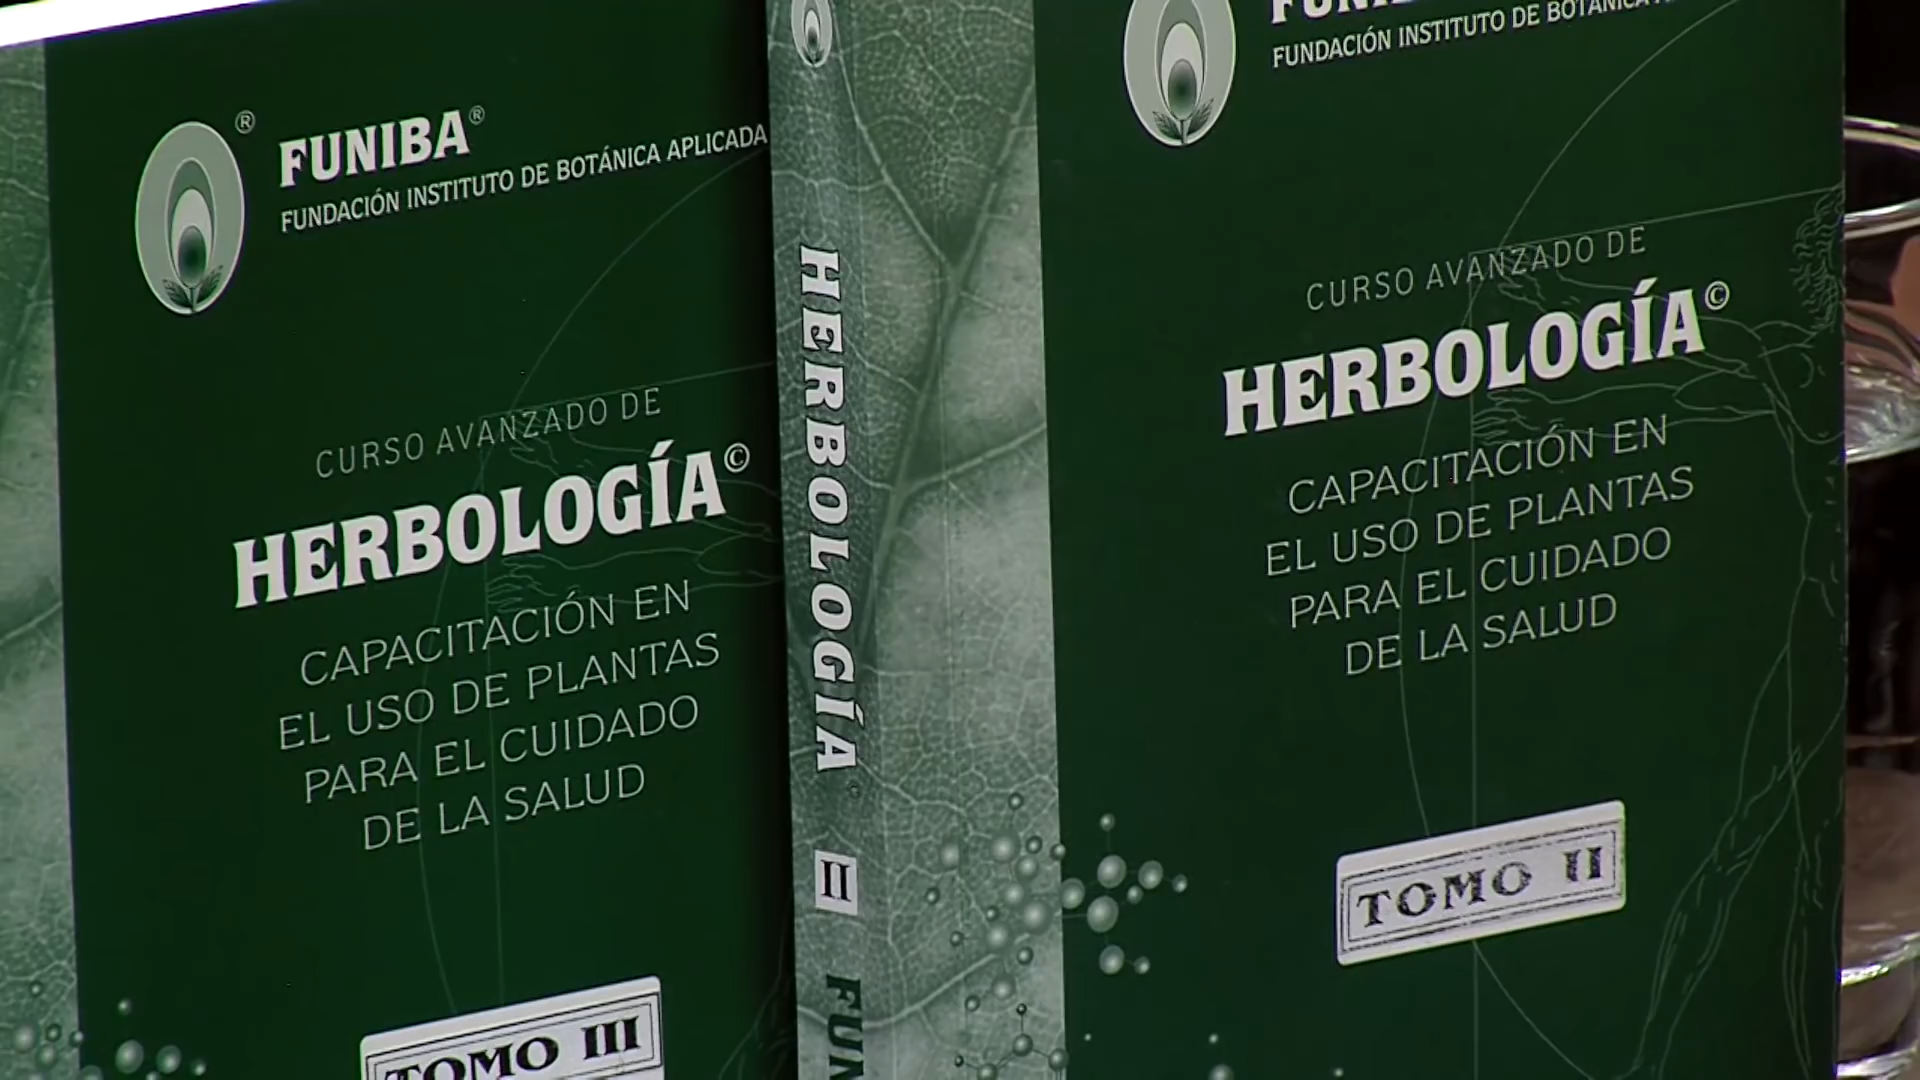 FUNIBA®
FUNDACIÓN INSTITUTO DE BOTÁNICA APLICADA
CURSO AVANZADO DE
HERBOLOGÍA©
CAPACITACIÓN EN
EL USO DE PLANTAS
PARA EL CUIDADO
DE LA SALUD
TOMO III
HERBOLOGÍA
II
FUNDACIÓN INSTITUTO DE BOTÁNICA
CURSO AVANZADO DE
HERBOLOGÍA©
CAPACITACIÓN EN
EL USO DE PLANTAS
PARA EL CUIDADO
DE LA SALUD
TOMO II